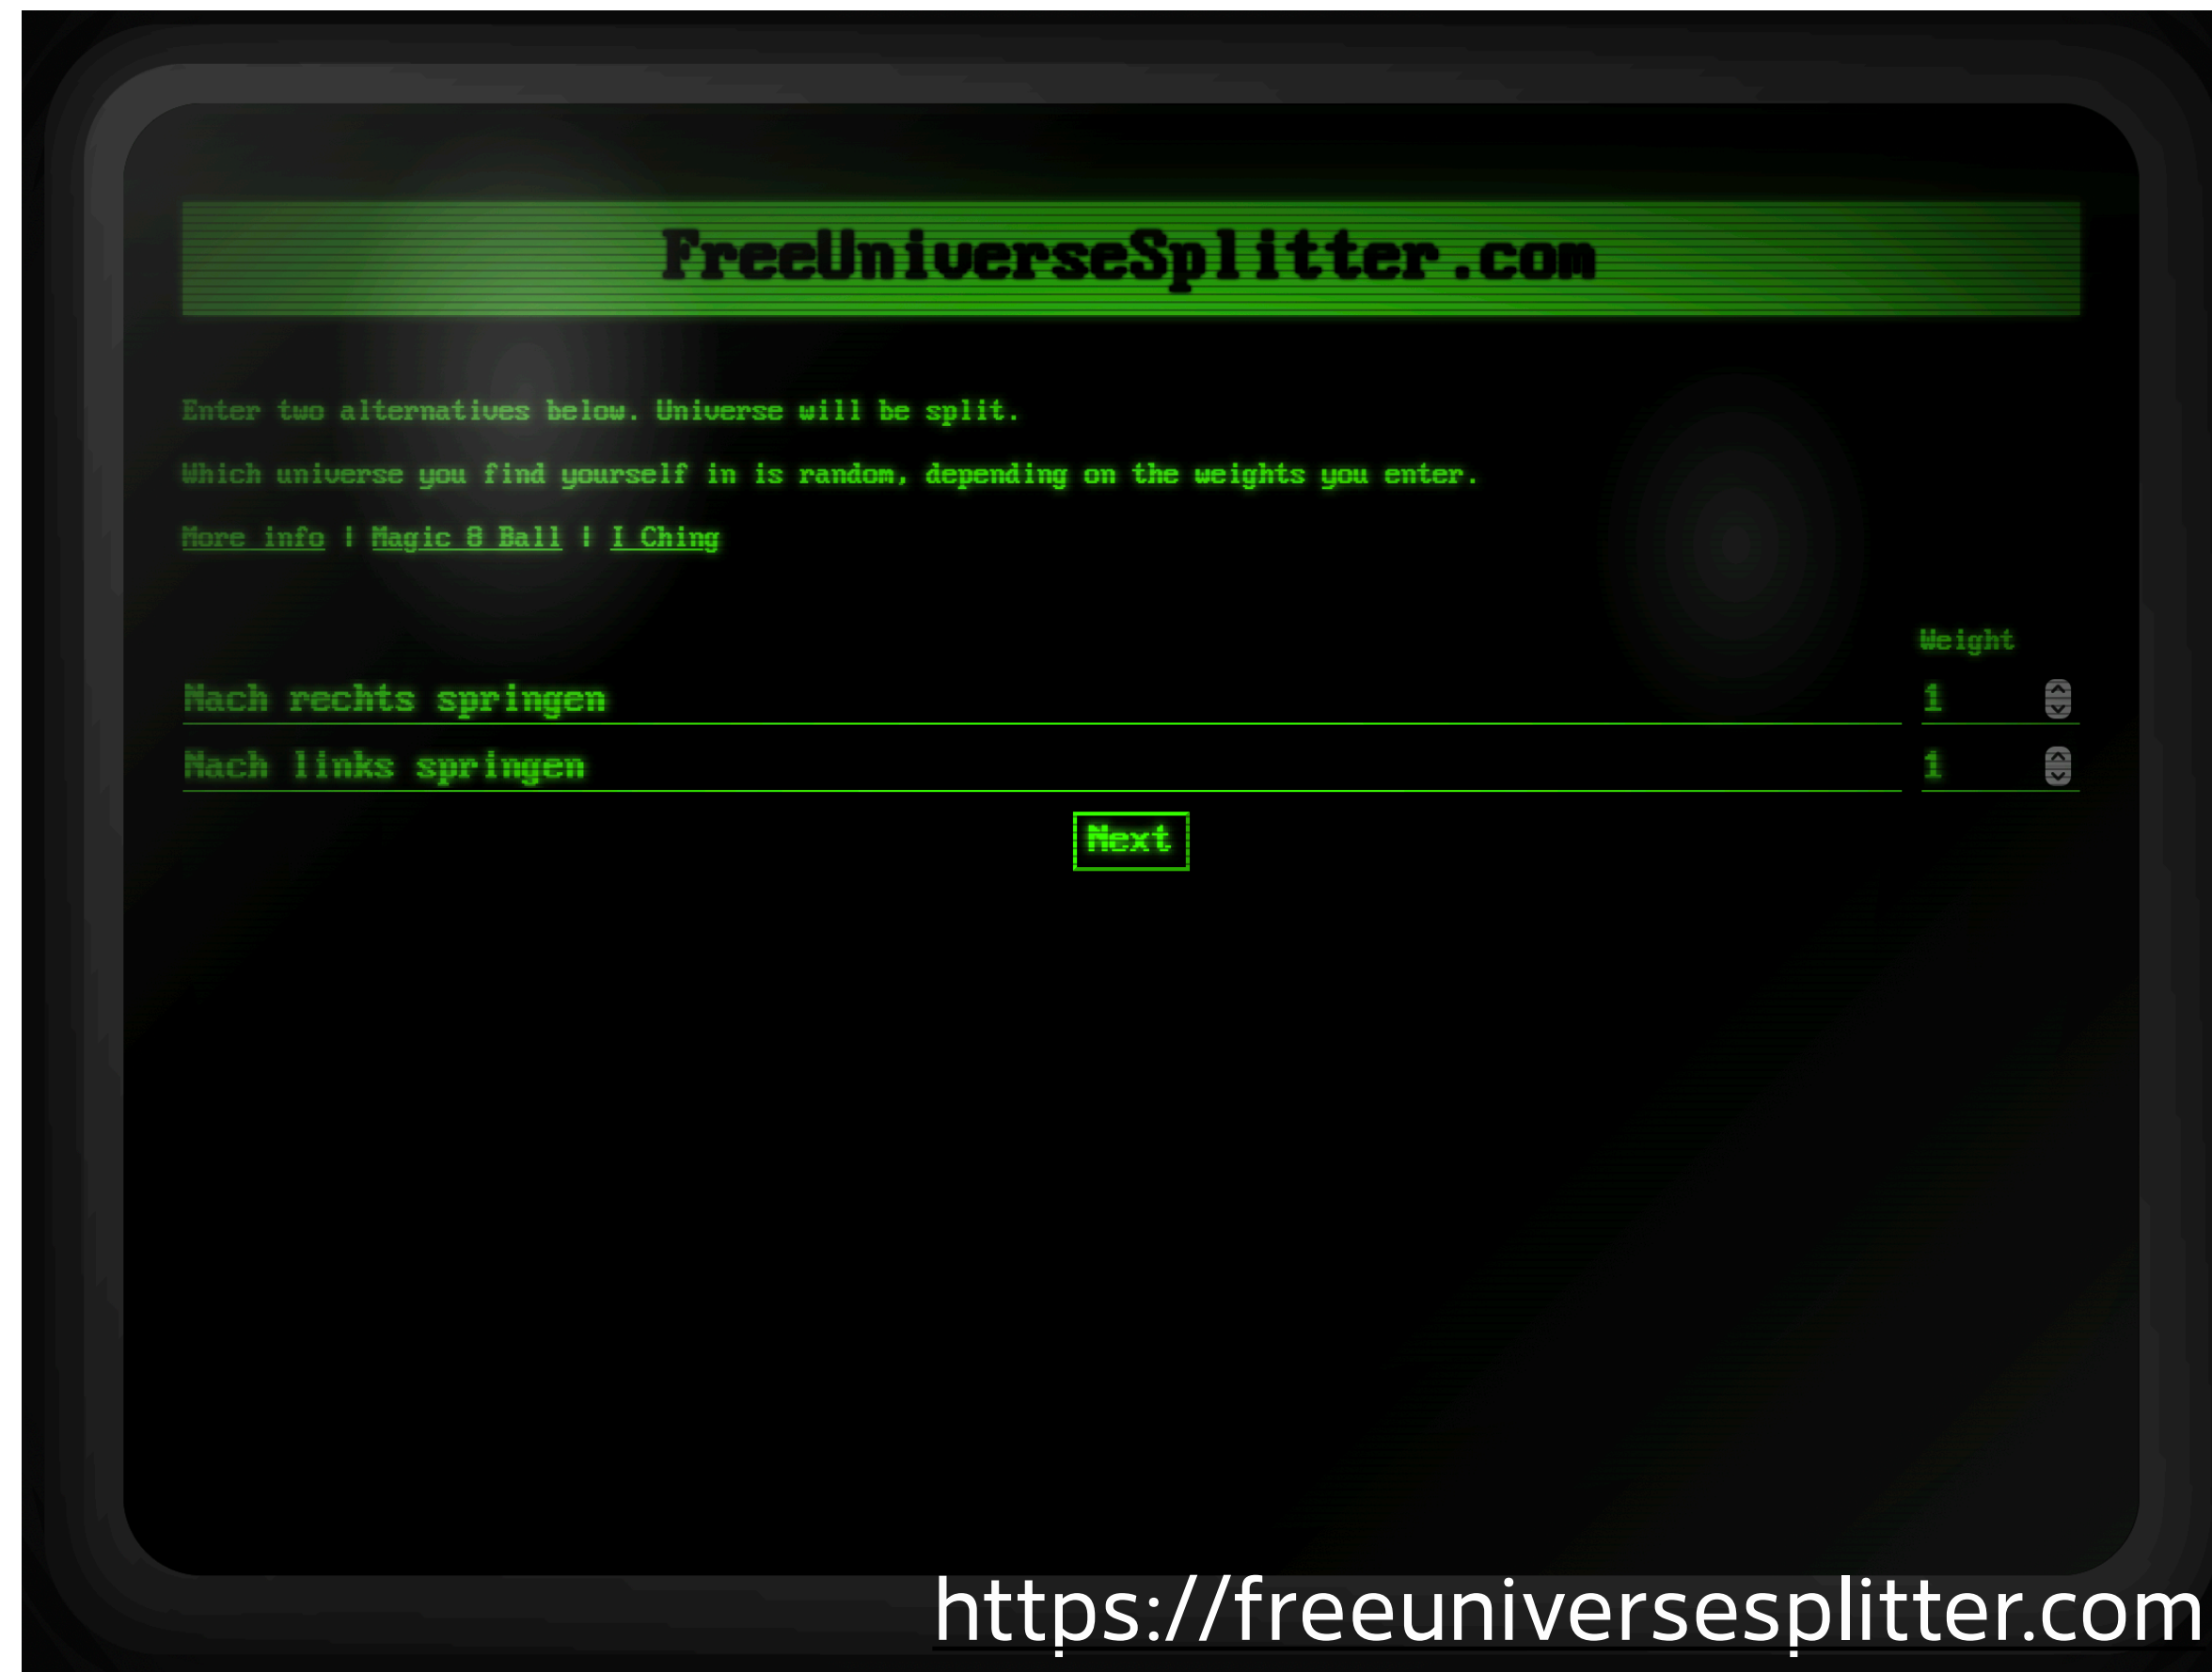 FreeUniverseSplitter.com
Enter two alternatives below. Universe will be split.
Which universe you find yourself in is random, depending on the weights you enter.
More info | Magic 8 Ball | I Ching
Weight
Nach rechts springen 1
Nach links springen 1
Next
https://freeuniversesplitter.com